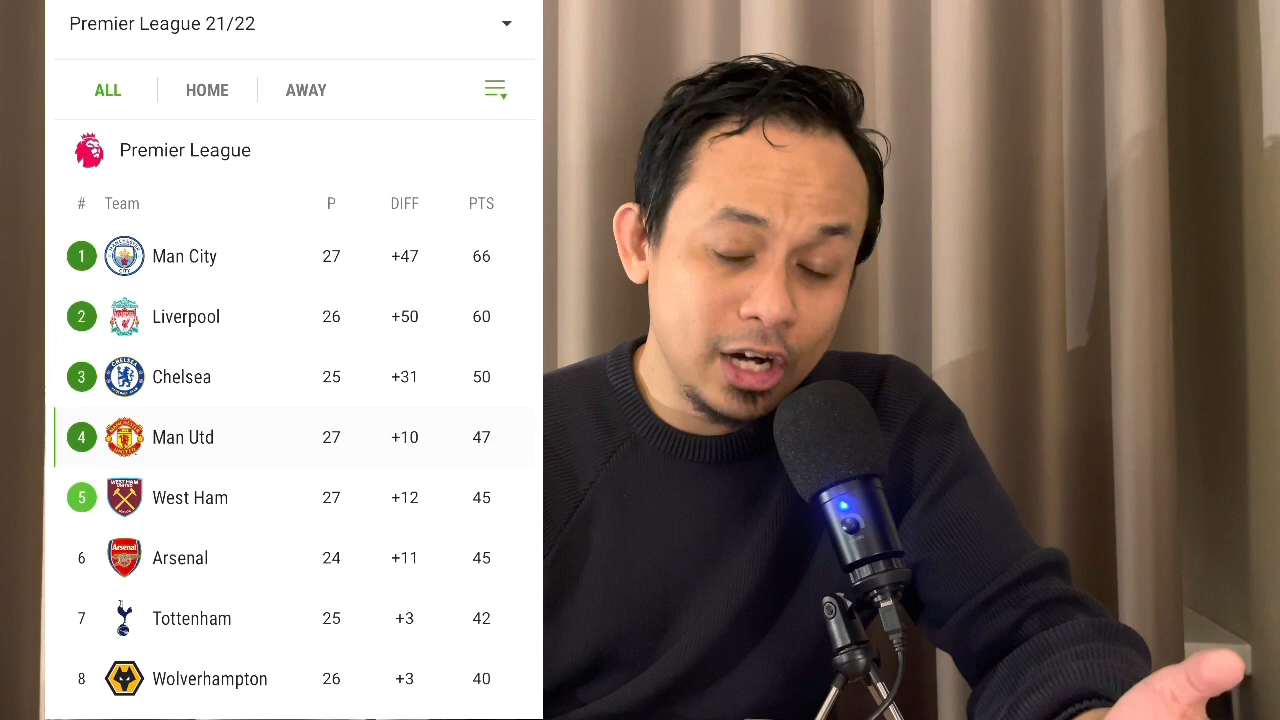 Premier League 21/22
ALL HOME AWAY
Premier League
# Team P DIFF PTS
1 Man City 27 +47 66
2 Liverpool 26 +50 60
3 Chelsea 25 +31 50
4 Man Utd 27 +10 47
5 West Ham 27 +12 45
6 Arsenal 24 +11 45
7 Tottenham 25 +3 42
8 Wolverhampton 26 +3 40